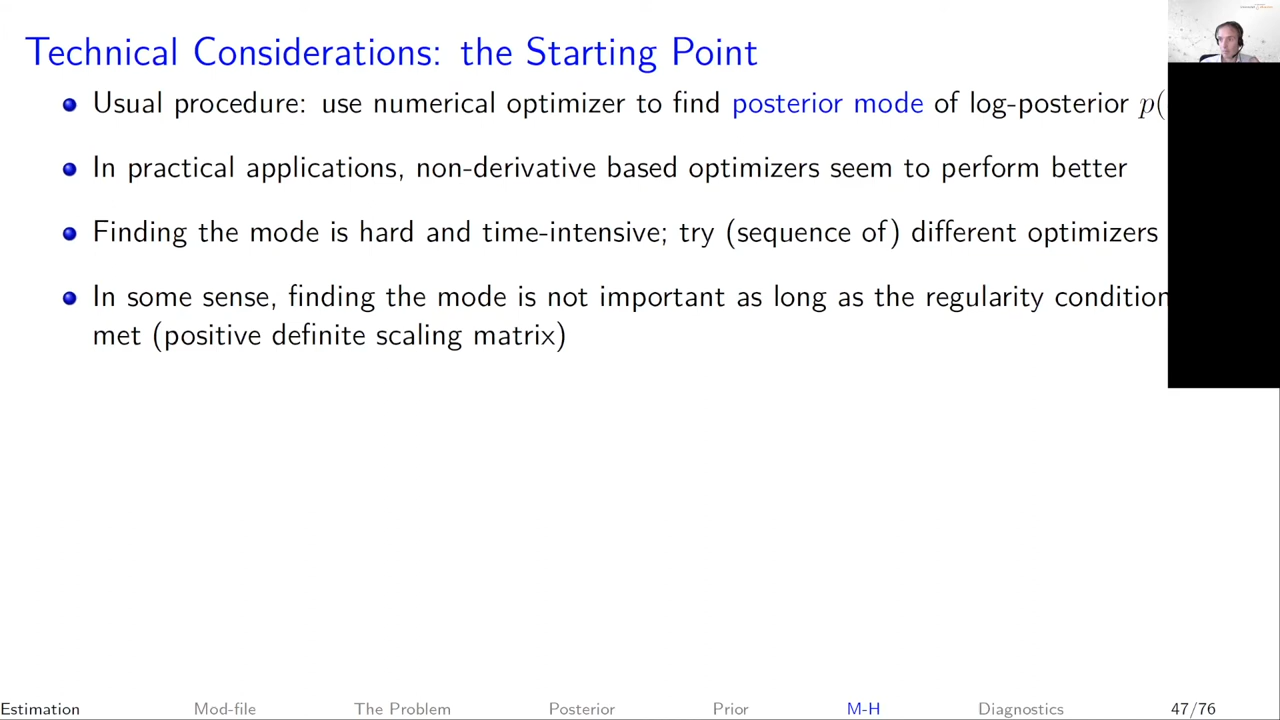 Technical Considerations: the Starting Point
Usual procedure: use numerical optimizer to find posterior mode of log-posterior p(
In practical applications, non-derivative based optimizers seem to perform better
Finding the mode is hard and time-intensive; try (sequence of) different optimizers
In some sense, finding the mode is not important as long as the regularity condition
met (positive definite scaling matrix)
Estimation Mod-file The Problem Posterior Prior M-H Diagnostics 47/76